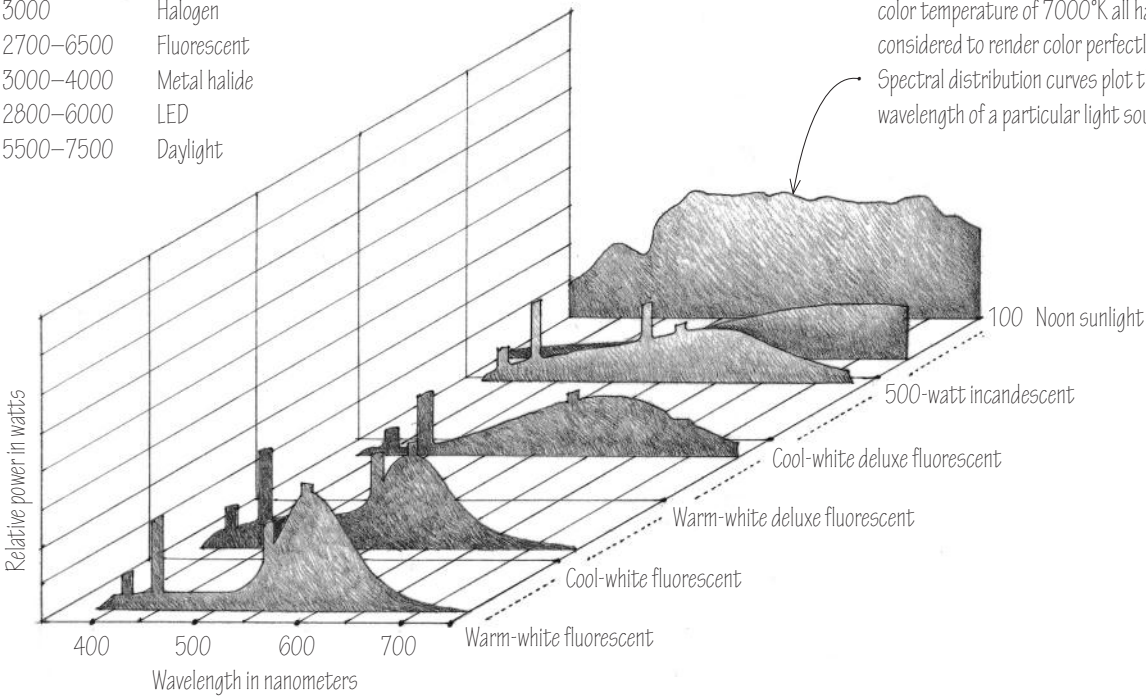 3000 Halogen
2700–6500 Fluorescent
3000–4000 Metal halide
2800–6000 LED
5500–7500 Daylight
color temperature of 7000°K all
considered to render color
Spectral distribution curves plot
wavelength of a particular light
100 Noon sunlight
500-watt incandescent
Cool-white deluxe fluorescent
Warm-white deluxe fluorescent
Cool-white fluorescent
Warm-white fluorescent
Relative power in watts
400 500 600 700
Wavelength in nanometers